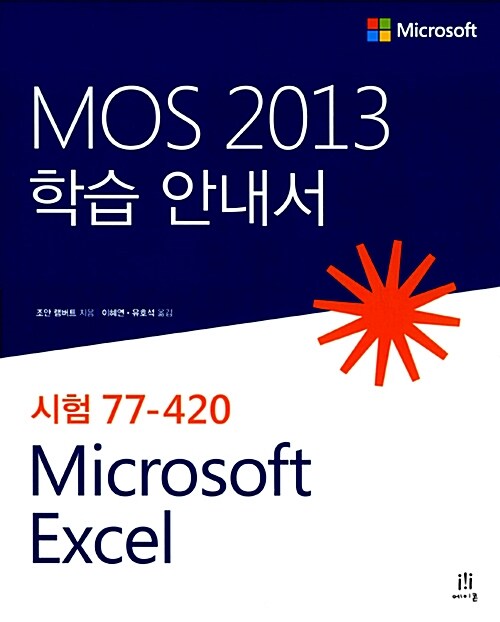 Microsoft
MOS 2013
학습 안내서
조안 램버트 지음 이혜연·유호석 옮김
시험 77-420
Microsoft
Excel
에이콘